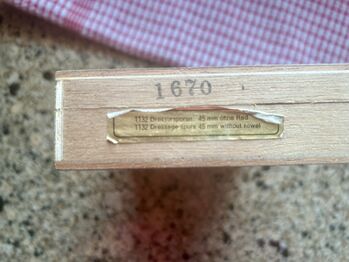 1670
1132 Dressursporen 45 mm ohne Rad
1132 Dressage spurs 45 mm without rowel